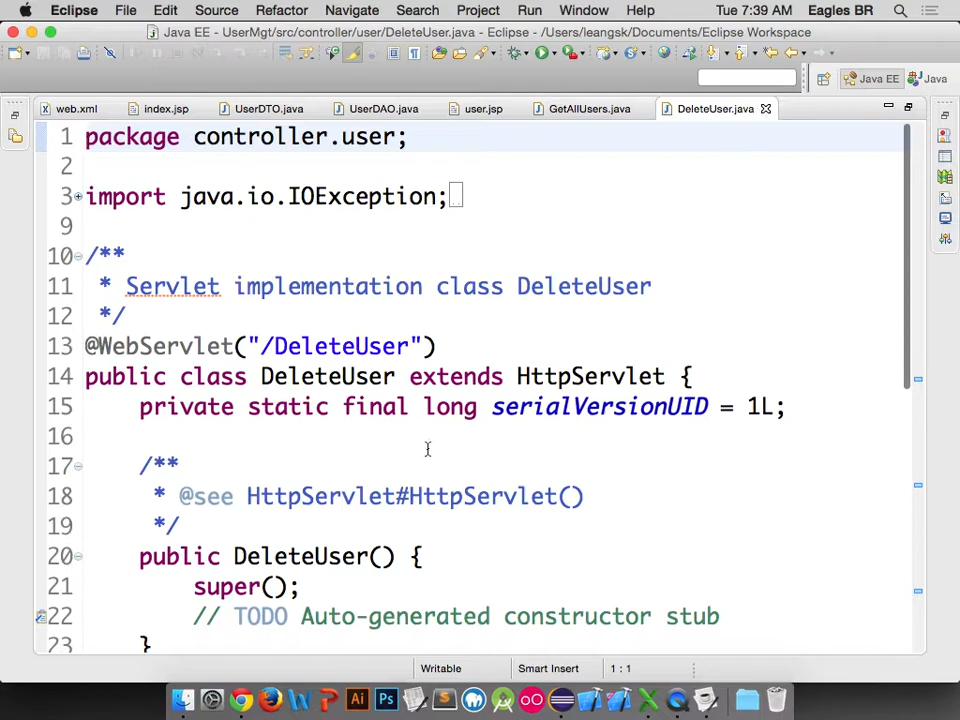 Eclipse File Edit Source Refactor Navigate Search Project Run Window Help Tue 7:39 AM Eagles BR
Java EE - UserMgt/src/controller/user/DeleteUser.java - Eclipse - /Users/leangsk/Documents/Eclipse Workspace
Java EE Java
web.xml index.jsp UserDTO.java UserDAO.java user.jsp GetAllUsers.java DeleteUser.java
1 package controller.user;
2
3 import java.io.IOException;
9
10 /**
11 * Servlet implementation class DeleteUser
12 */
13 @WebServlet("/DeleteUser")
14 public class DeleteUser extends HttpServlet {
15 private static final long serialVersionUID = 1L;
16
17 /**
18 * @see HttpServlet#HttpServlet()
19 */
20 public DeleteUser() {
21 super();
22 // TODO Auto-generated constructor stub
23 }
Writable Smart Insert 1 : 1